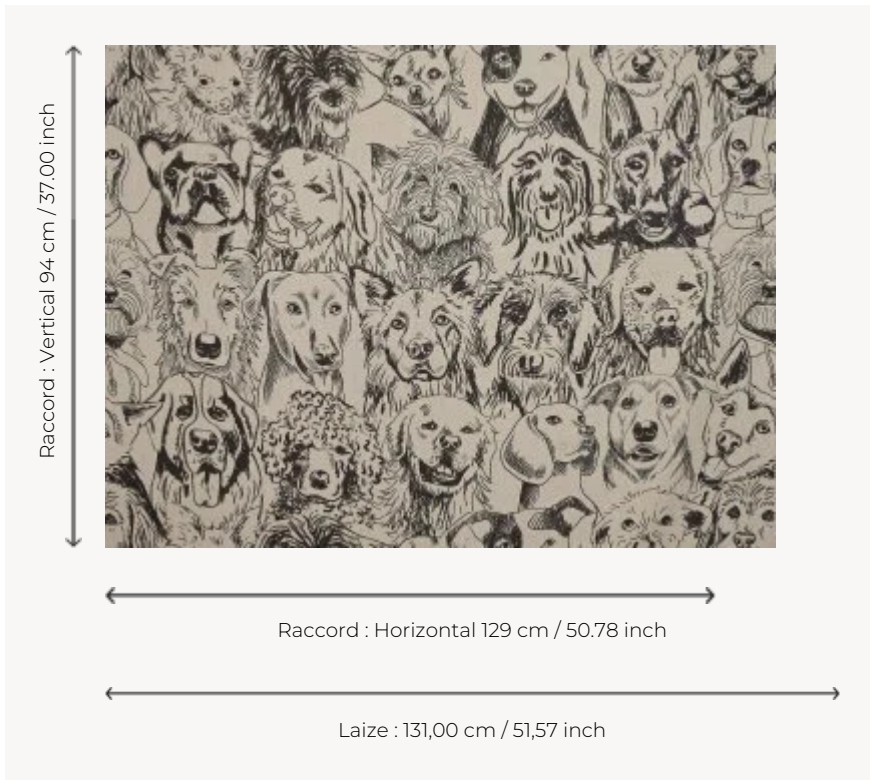 Raccord : Vertical 94 cm / 37.00 inch
Raccord : Horizontal 129 cm / 50.78 inch
Laize : 131,00 cm / 51,57 inch